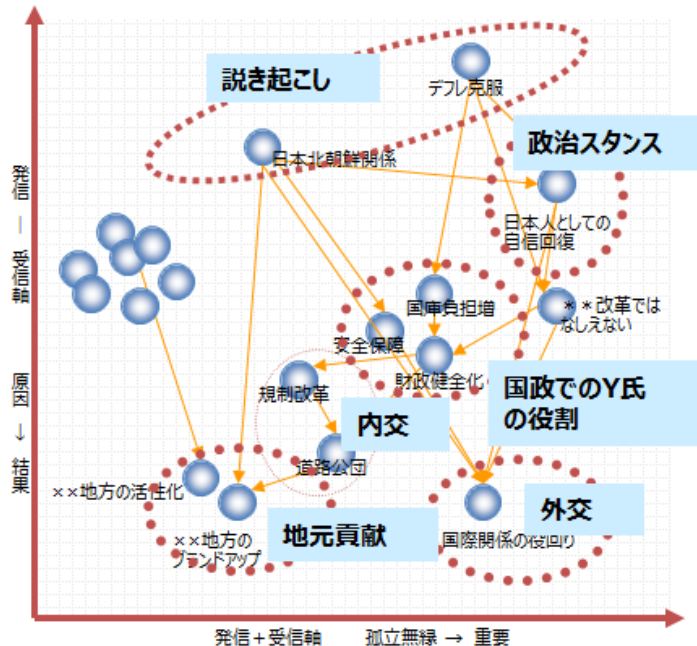 説き起こし
デフレ克服
政治スタンス
日本北朝鮮関係
日本人としての
自信回復
国庫負担増
**改革では
なしえない
安全保障
財政健全化
規制改革
国政でのY氏
の役割
内交
道路公団
××地方の活性化
××地方の
ブランドアップ
地元貢献
外交
国際関係の役回り
発信―受信軸
原因→結果
発信+受信軸 孤立無縁 → 重要